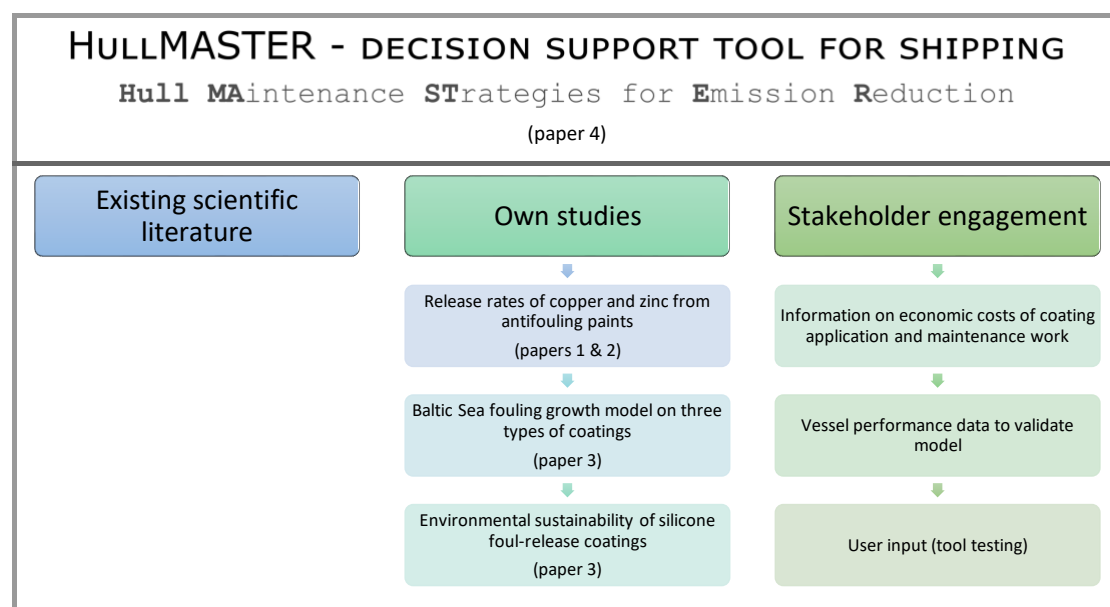 HullMASTER - decision support tool for shipping
Hull MAintenance STrategies for Emission Reduction
(paper 4)
Existing scientific
literature
Own studies
Release rates of copper and zinc from
antifouling paints
(papers 1 & 2)
Baltic Sea fouling growth model on three
types of coatings
(paper 3)
Environmental sustainability of silicone
foul-release coatings
(paper 3)
Stakeholder engagement
Information on economic costs of coating
application and maintenance work
Vessel performance data to validate
model
User input (tool testing)